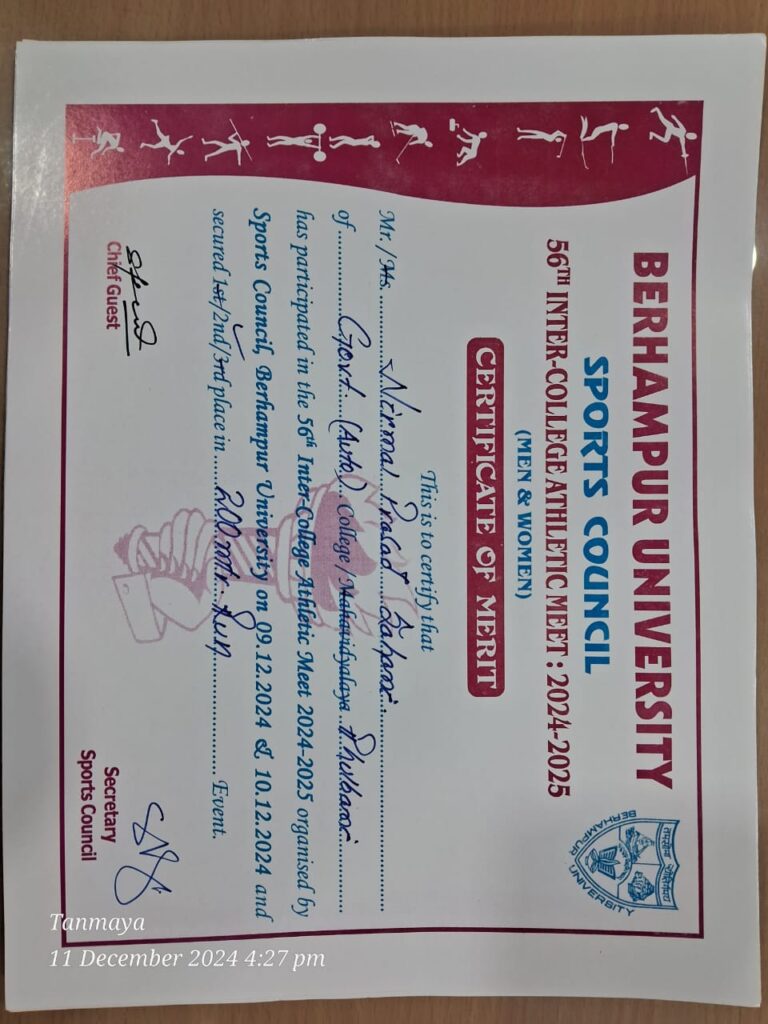 BERHAMPUR UNIVERSITY
SPORTS COUNCIL
56TH INTER-COLLEGE ATHLETIC MEET : 2024-2025
(MEN & WOMEN)
CERTIFICATE OF MERIT
BERHAMPUR UNIVERSITY
This is to certify that
Mr. / Ms. Nirmal Prasad
of Govt. (Auto) College / Mahavidyalaya Phulbani
has participated in the 56th Inter-College Athletic Meet 2024-2025 organised by
Sports Council, Berhampur University on 09.12.2024 & 10.12.2024 and
secured 1st/2nd/3rd place in 200 mtr. Run Event.
Chief Guest
Secretary
Sports Council
Tanmaya
11 December 2024 4:27 pm